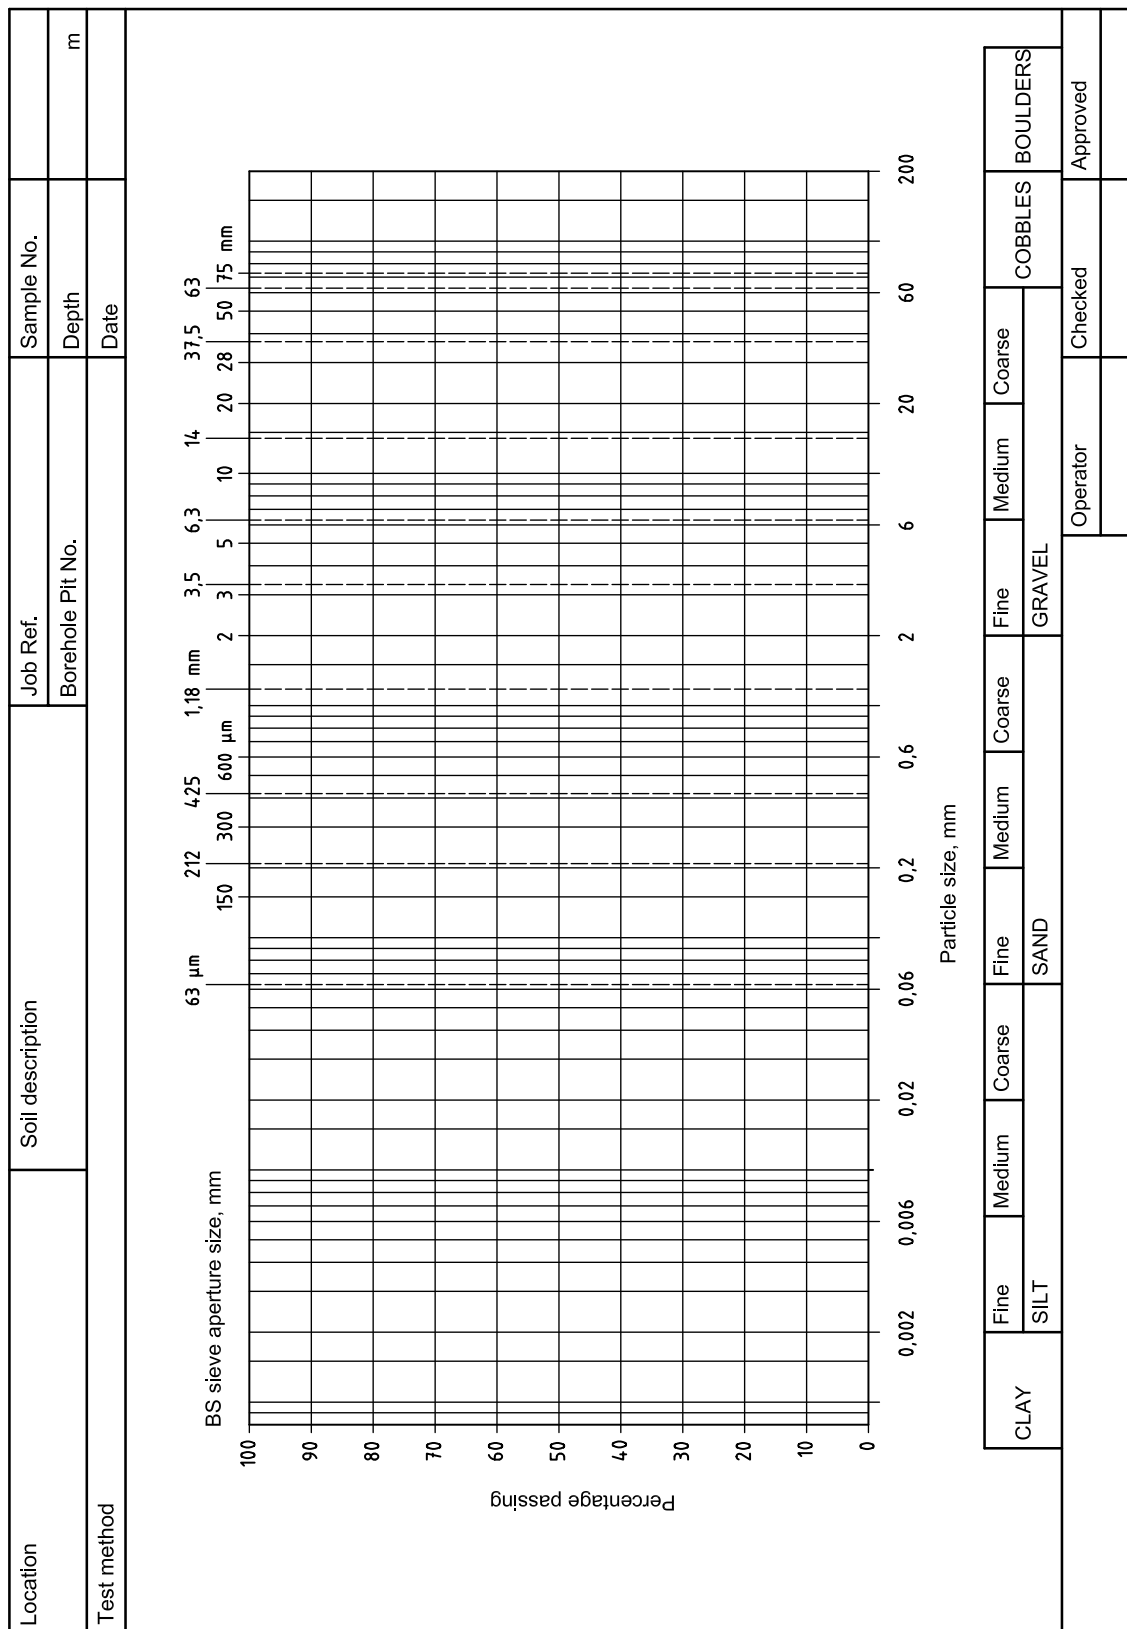 Location
Soil description
Job Ref.
Sample No.
Borehole Pit No.
Depth
m
Test method
Date
BS sieve aperture size, mm
63 µm
212
425
1,18 mm
3,5
6,3
14
37,5
63
150
300
600 µm
2
3
5
10
20
28
50
75 mm
Percentage passing
100
90
80
70
60
50
40
30
20
10
0
0,002
0,006
0,02
0,06
0,2
0,6
2
6
20
60
200
Particle size, mm
CLAY
Fine
Medium
Coarse
Fine
Medium
Coarse
Fine
Medium
Coarse
COBBLES
BOULDERS
SILT
SAND
GRAVEL
Operator
Checked
Approved